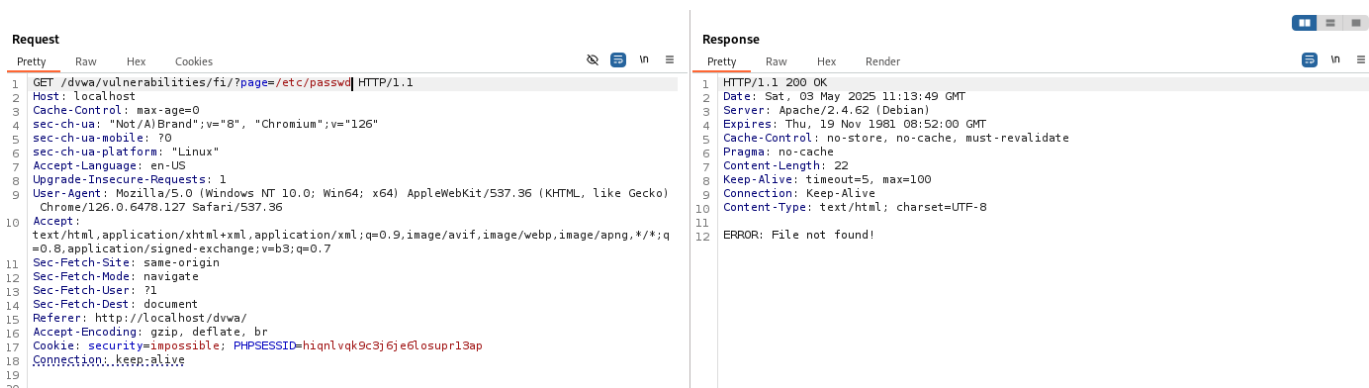 Request
Pretty Raw Hex Cookies \n
1 GET /dvwa/vulnerabilities/fi/?page=/etc/passwd HTTP/1.1
2 Host: localhost
3 Cache-Control: max-age=0
4 sec-ch-ua: "Not/A)Brand";v="8", "Chromium";v="126"
5 sec-ch-ua-mobile: ?0
6 sec-ch-ua-platform: "Linux"
7 Accept-Language: en-US
8 Upgrade-Insecure-Requests: 1
9 User-Agent: Mozilla/5.0 (Windows NT 10.0; Win64; x64) AppleWebKit/537.36 (KHTML, like Gecko)
Chrome/126.0.6478.127 Safari/537.36
10 Accept:
text/html,application/xhtml+xml,application/xml;q=0.9,image/avif,image/webp,image/apng,*/*;q
=0.8,application/signed-exchange;v=b3;q=0.7
11 Sec-Fetch-Site: same-origin
12 Sec-Fetch-Mode: navigate
13 Sec-Fetch-User: ?1
14 Sec-Fetch-Dest: document
15 Referer: http://localhost/dvwa/
16 Accept-Encoding: gzip, deflate, br
17 Cookie: security=impossible; PHPSESSID=hiqnlvqk9c3j6je6losupr13ap
18 Connection: keep-alive
19
Response
Pretty Raw Hex Render \n
1 HTTP/1.1 200 OK
2 Date: Sat, 03 May 2025 11:13:49 GMT
3 Server: Apache/2.4.62 (Debian)
4 Expires: Thu, 19 Nov 1981 08:52:00 GMT
5 Cache-Control: no-store, no-cache, must-revalidate
6 Pragma: no-cache
7 Content-Length: 22
8 Keep-Alive: timeout=5, max=100
9 Connection: Keep-Alive
10 Content-Type: text/html; charset=UTF-8
11
12 ERROR: File not found!